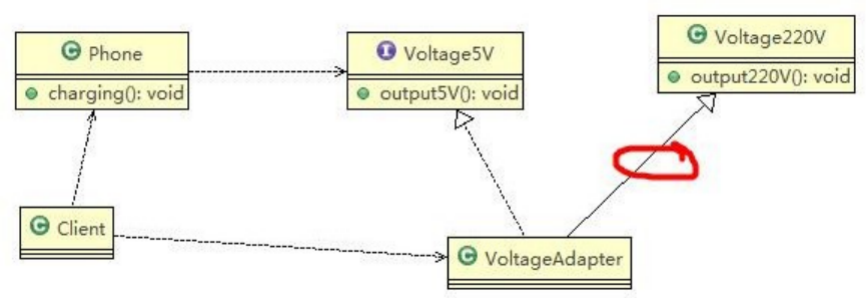 C Phone
charging(): void
I Voltage5V
output5V(): void
C Voltage220V
output220V(): void
C Client
C VoltageAdapter